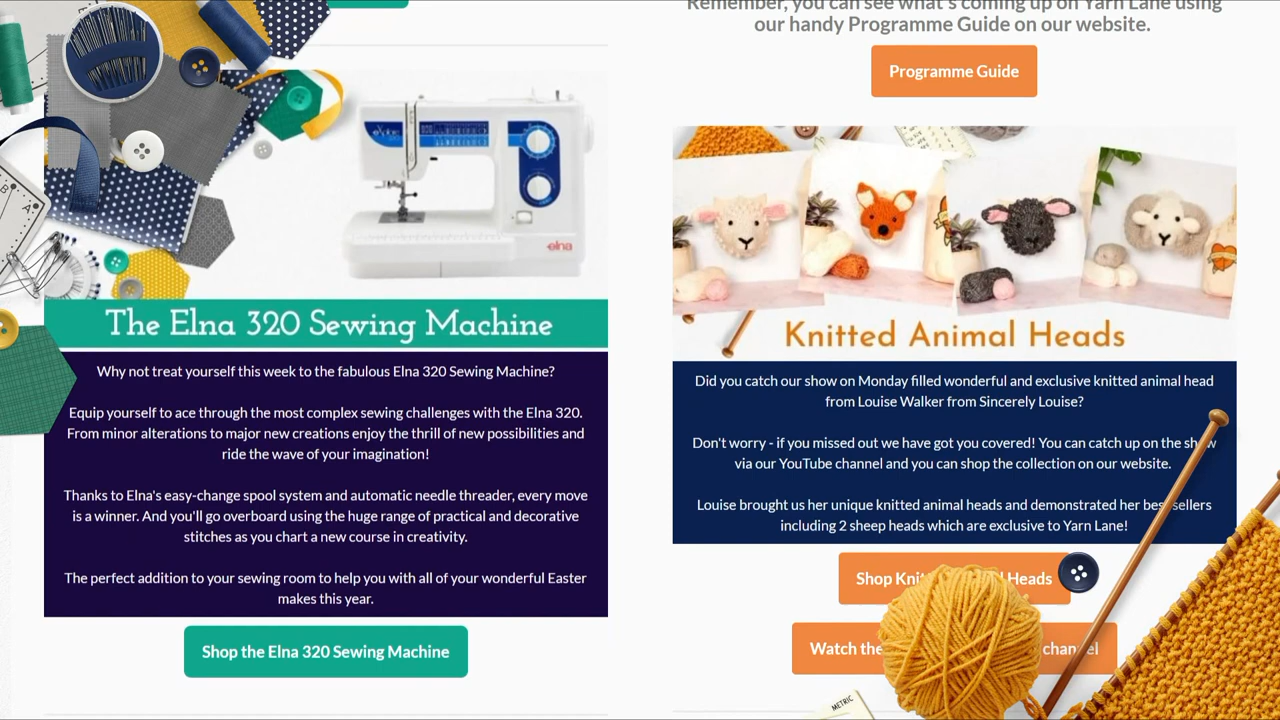 The Elna 320 Sewing Machine
Why not treat yourself this week to the fabulous Elna 320 Sewing Machine?
Equip yourself to ace through the most complex sewing challenges with the Elna 320.
From minor alterations to major new creations enjoy the thrill of new possibilities and
ride the wave of your imagination!
Thanks to Elna's easy-change spool system and automatic needle threader, every move
is a winner. And you'll go overboard using the huge range of practical and decorative
stitches as you chart a new course in creativity.
The perfect addition to your sewing room to help you with all of your wonderful Easter
makes this year.
Shop the Elna 320 Sewing Machine
elna
Remember, you can see what's coming up on Yarn Lane using
our handy Programme Guide on our website.
Programme Guide
Knitted Animal Heads
Did you catch our show on Monday filled wonderful and exclusive knitted animal head
from Louise Walker from Sincerely Louise?
Don't worry - if you missed out we have got you covered! You can catch up on the show
via our YouTube channel and you can shop the collection on our website.
Louise brought us her unique knitted animal heads and demonstrated her best sellers
including 2 sheep heads which are exclusive to Yarn Lane!
Shop Heads
Watch the channel
METRIC